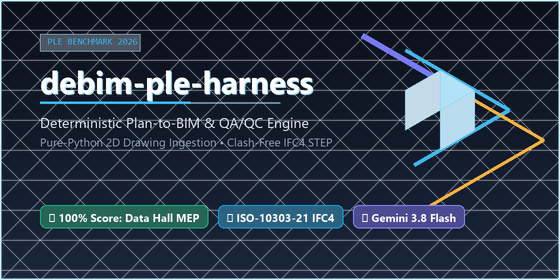 PLE BENCHMARK 2026
debim-ple-harness
Deterministic Plan-to-BIM & QA/QC Engine
Pure-Python 2D Drawing Ingestion • Clash-Free IFC4 STEP
100% Score: Data Hall MEP
ISO-10303-21 IFC4
Gemini 3.8 Flash